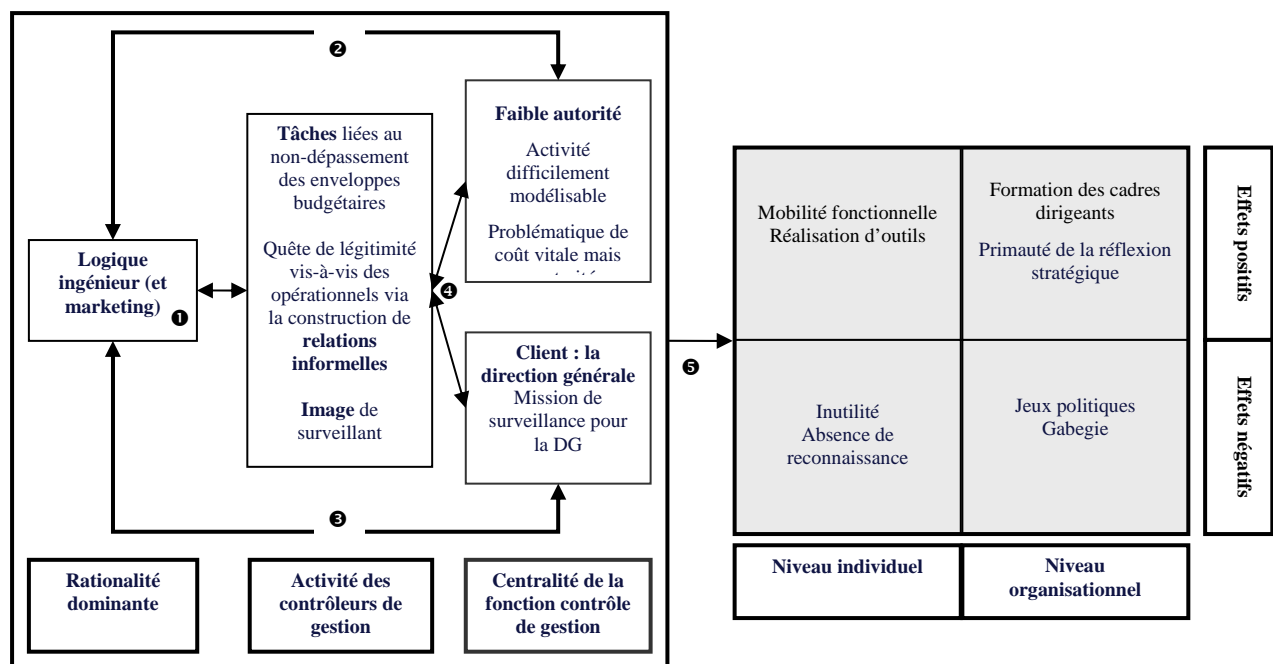 ❷
Faible autorité
Activité
difficilement
modélisable
Problématique de
coût vitale mais
Tâches liées au
non-dépassement
des enveloppes
budgétaires
Quête de légitimité
vis-à-vis des
opérationnels via
la construction de
relations
informelles
Image de
surveillant
Logique
ingénieur (et
marketing)
❶
❹
Client : la
direction générale
Mission de
surveillance pour
la DG
❸
❺
Rationalité
dominante
Activité des
contrôleurs de
gestion
Centralité de la
fonction contrôle
de gestion
Mobilité fonctionnelle
Réalisation d’outils
Formation des cadres
dirigeants
Primauté de la réflexion
stratégique
Effets positifs
Inutilité
Absence de
reconnaissance
Jeux politiques
Gabegie
Effets négatifs
Niveau individuel
Niveau
organisationnel